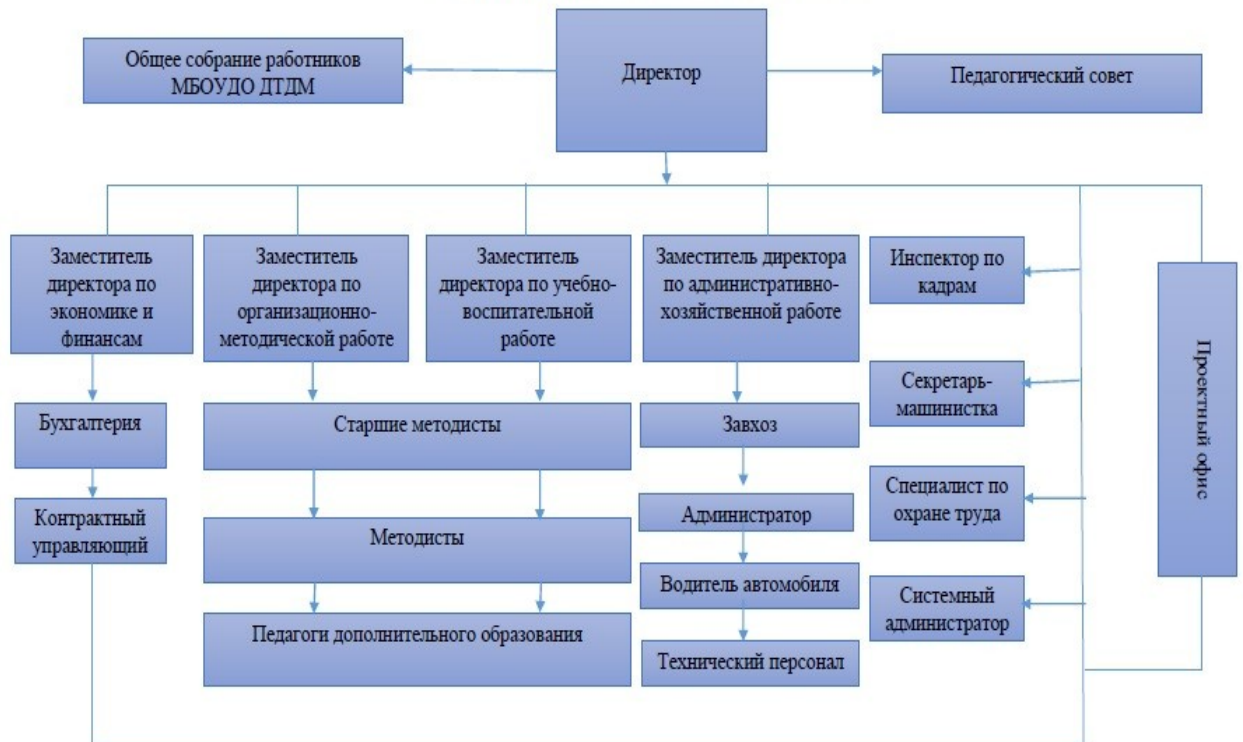 Общее собрание работников
МБОУДО ДТДМ
Директор
Педагогический совет
Заместитель
директора по
экономике и
финансам
Заместитель
директора по
организационно-
методической работе
Заместитель
директора по учебно-
воспитательной
работе
Заместитель директора
по административно-
хозяйственной работе
Инспектор по
кадрам
Проектный офис
Секретарь-
машинистка
Бухгалтерия
Старшие методисты
Завхоз
Специалист по
охране труда
Контрактный
управляющий
Методисты
Администратор
Водитель автомобиля
Системный
администратор
Педагоги дополнительного образования
Технический персонал